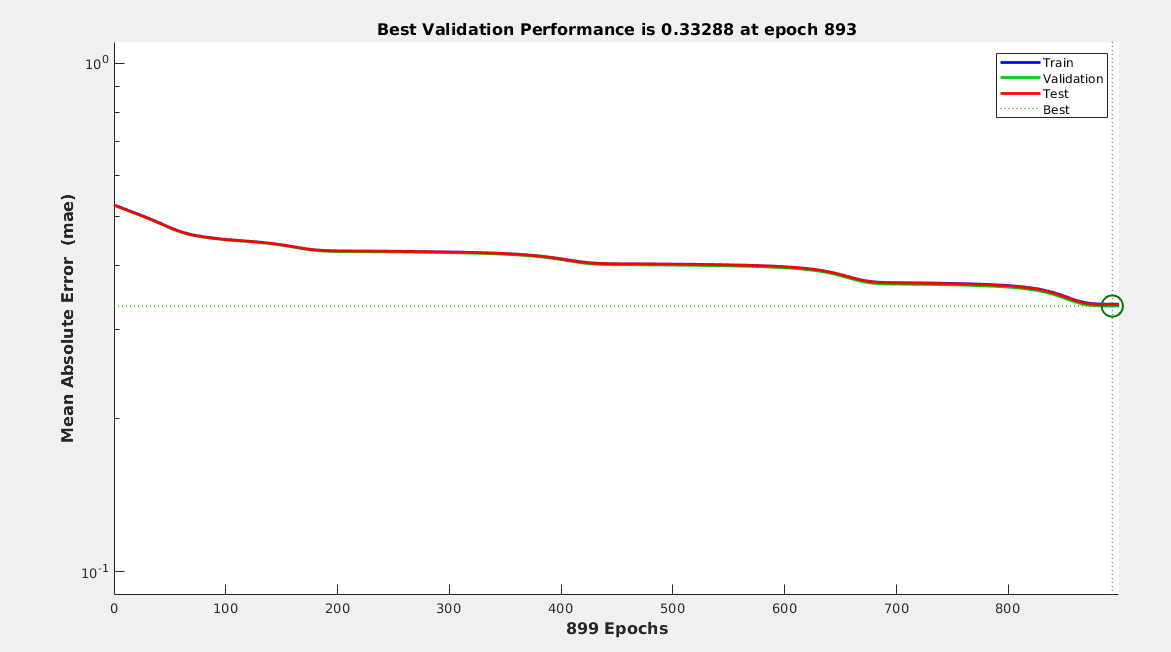 Best Validation Performance is 0.33288 at epoch 893
Mean Absolute Error (mae)
10^0
10^-1
Train
Validation
Test
Best
0 100 200 300 400 500 600 700 800
899 Epochs